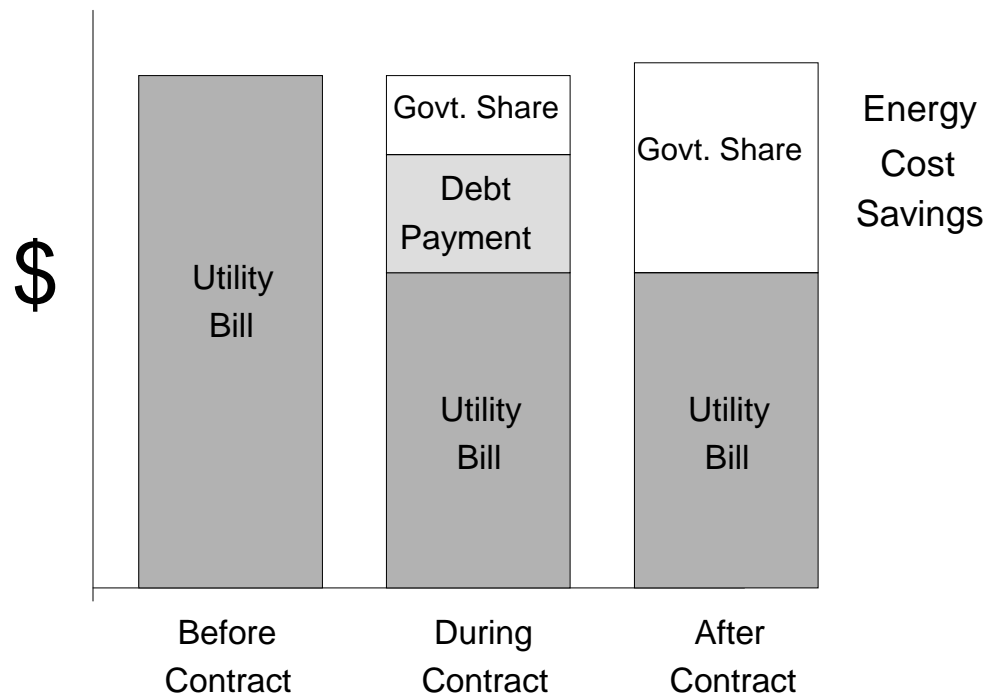 $
Utility
Bill
Govt. Share
Debt
Payment
Utility
Bill
Govt. Share
Utility
Bill
Energy
Cost
Savings
Before
Contract
During
Contract
After
Contract